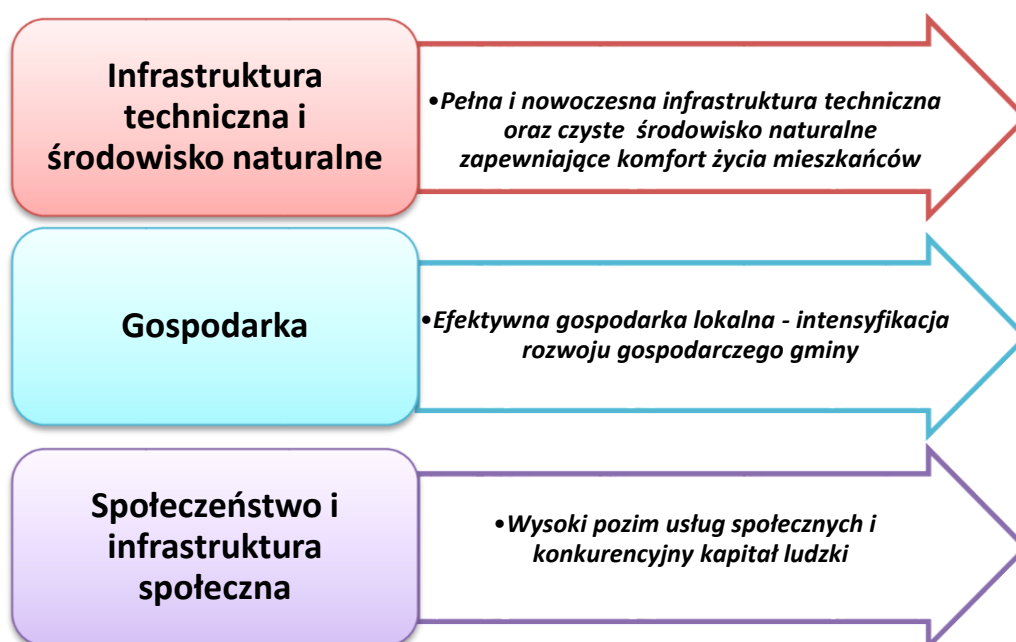 Infrastruktura
techniczna i
środowisko naturalne
•Pełna i nowoczesna infrastruktura techniczna
oraz czyste środowisko naturalne
zapewniające komfort życia mieszkańców
Gospodarka
•Efektywna gospodarka lokalna - intensyfikacja
rozwoju gospodarczego gminy
Społeczeństwo i
infrastruktura
społeczna
•Wysoki pozim usług społecznych i
konkurencyjny kapitał ludzki